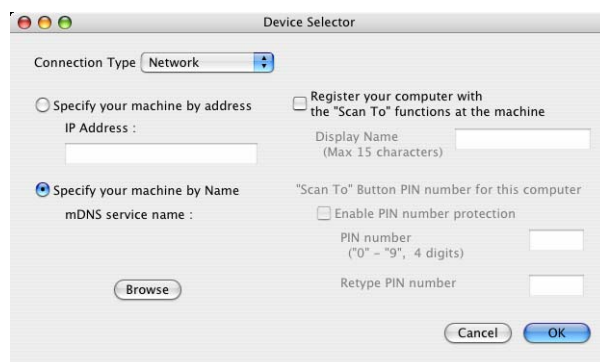 Device Selector
Connection Type Network
Specify your machine by address
IP Address :
Specify your machine by Name
mDNS service name :
Browse
Register your computer with
the "Scan To" functions at the machine
Display Name
(Max 15 characters)
"Scan To" Button PIN number for this computer
Enable PIN number protection
PIN number
("0" - "9", 4 digits)
Retype PIN number
Cancel OK